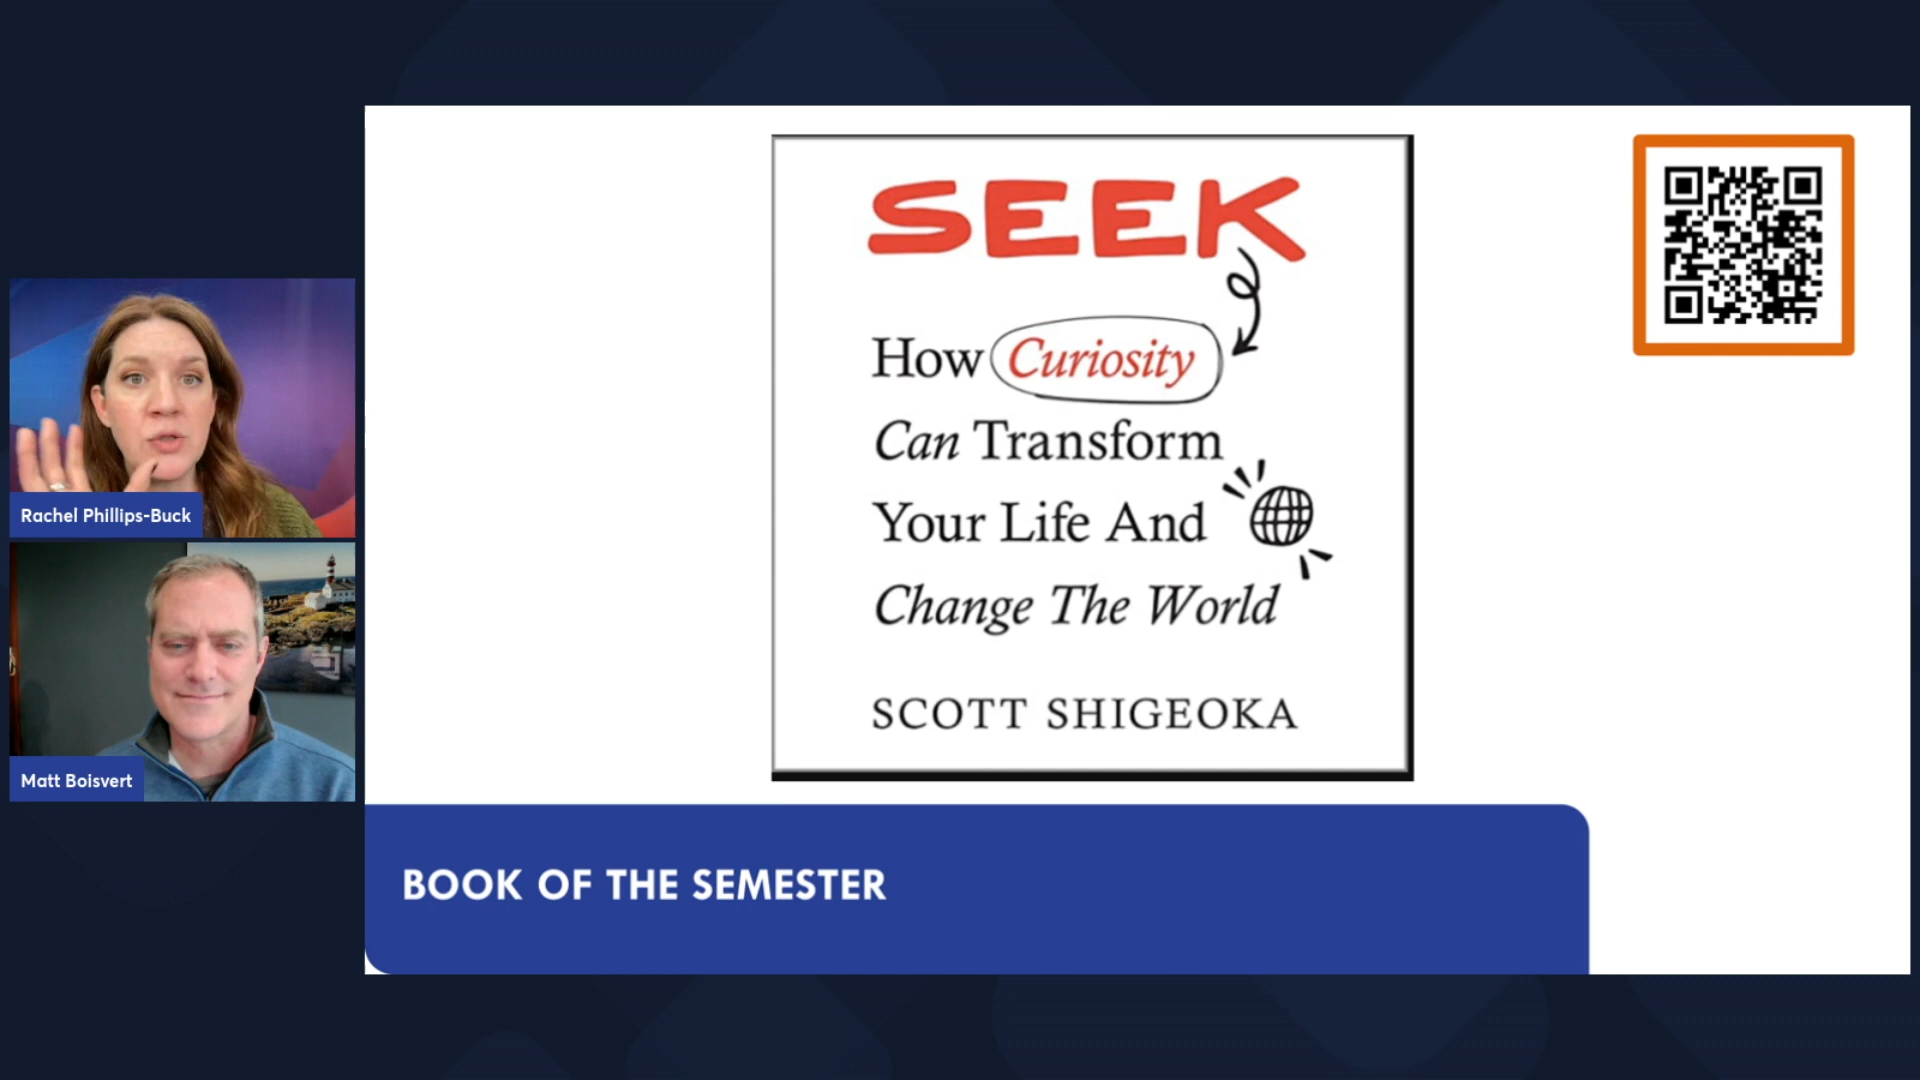 SEEK
How Curiosity
Can Transform
Your Life And
Change The World
SCOTT SHIGEOKA
Rachel Phillips-Buck
Matt Boisvert
BOOK OF THE SEMESTER